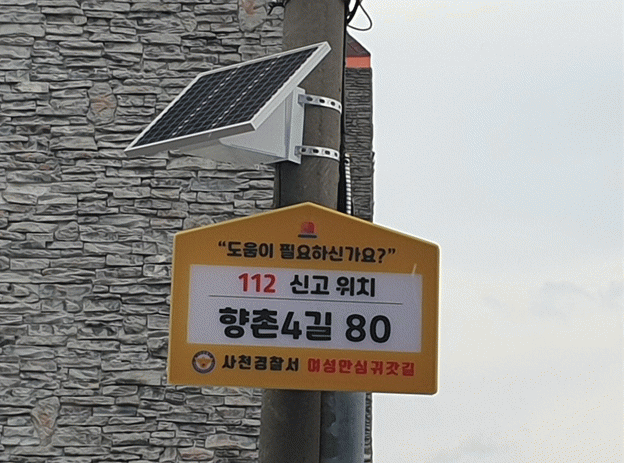 “도움이 필요하신가요?”
112 신고 위치
향촌4길 80
사천경찰서 여성안심귀갓길